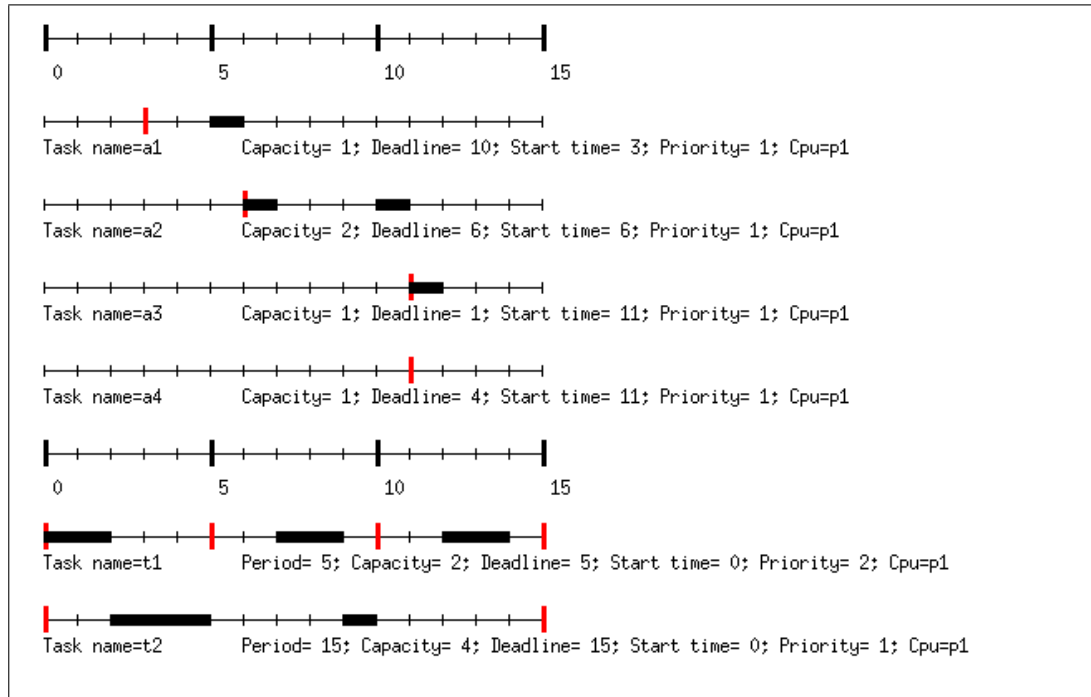 0 5 10 15
Task name=a1 Capacity= 1; Deadline= 10; Start time= 3; Priority= 1; Cpu=p1
Task name=a2 Capacity= 2; Deadline= 6; Start time= 6; Priority= 1; Cpu=p1
Task name=a3 Capacity= 1; Deadline= 1; Start time= 11; Priority= 1; Cpu=p1
Task name=a4 Capacity= 1; Deadline= 4; Start time= 11; Priority= 1; Cpu=p1
0 5 10 15
Task name=t1 Period= 5; Capacity= 2; Deadline= 5; Start time= 0; Priority= 2; Cpu=p1
Task name=t2 Period= 15; Capacity= 4; Deadline= 15; Start time= 0; Priority= 1; Cpu=p1